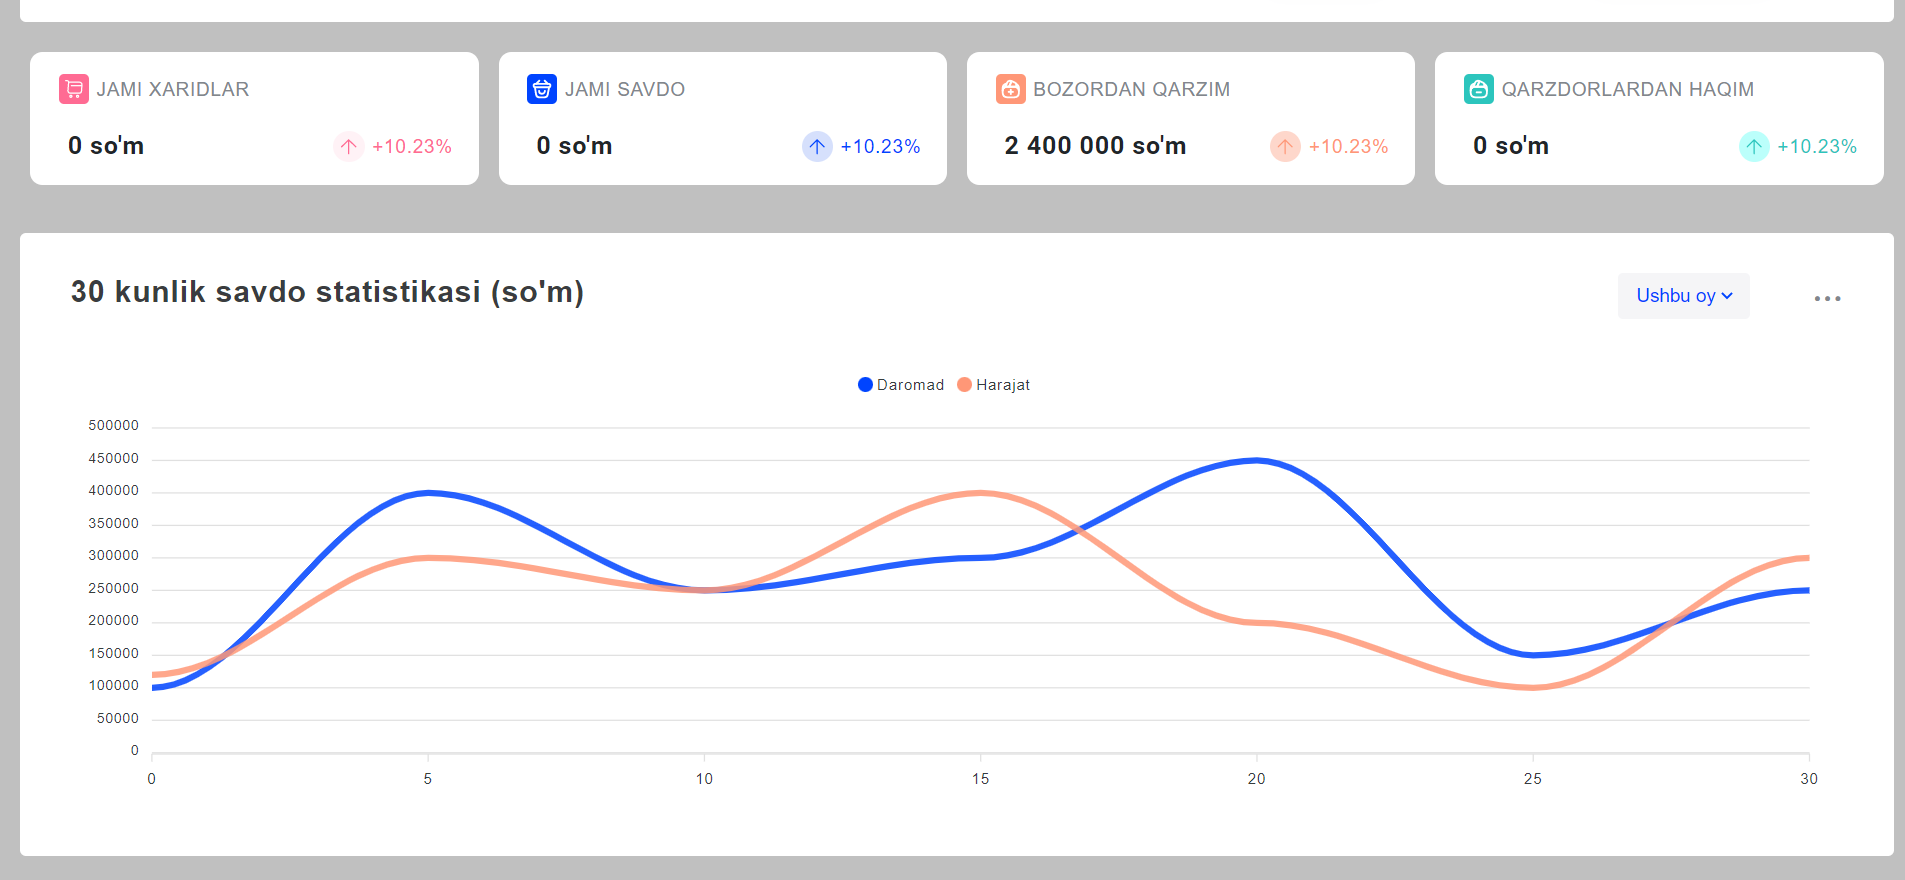 JAMI XARIDLAR
0 so'm +10.23%
JAMI SAVDO
0 so'm +10.23%
BOZORDAN QARZIM
2 400 000 so'm +10.23%
QARZDORLARDAN HAQIM
0 so'm +10.23%
30 kunlik savdo statistikasi (so'm)
Ushbu oy
Daromad Harajat
500000
450000
400000
350000
300000
250000
200000
150000
100000
50000
0
0 5 10 15 20 25 30